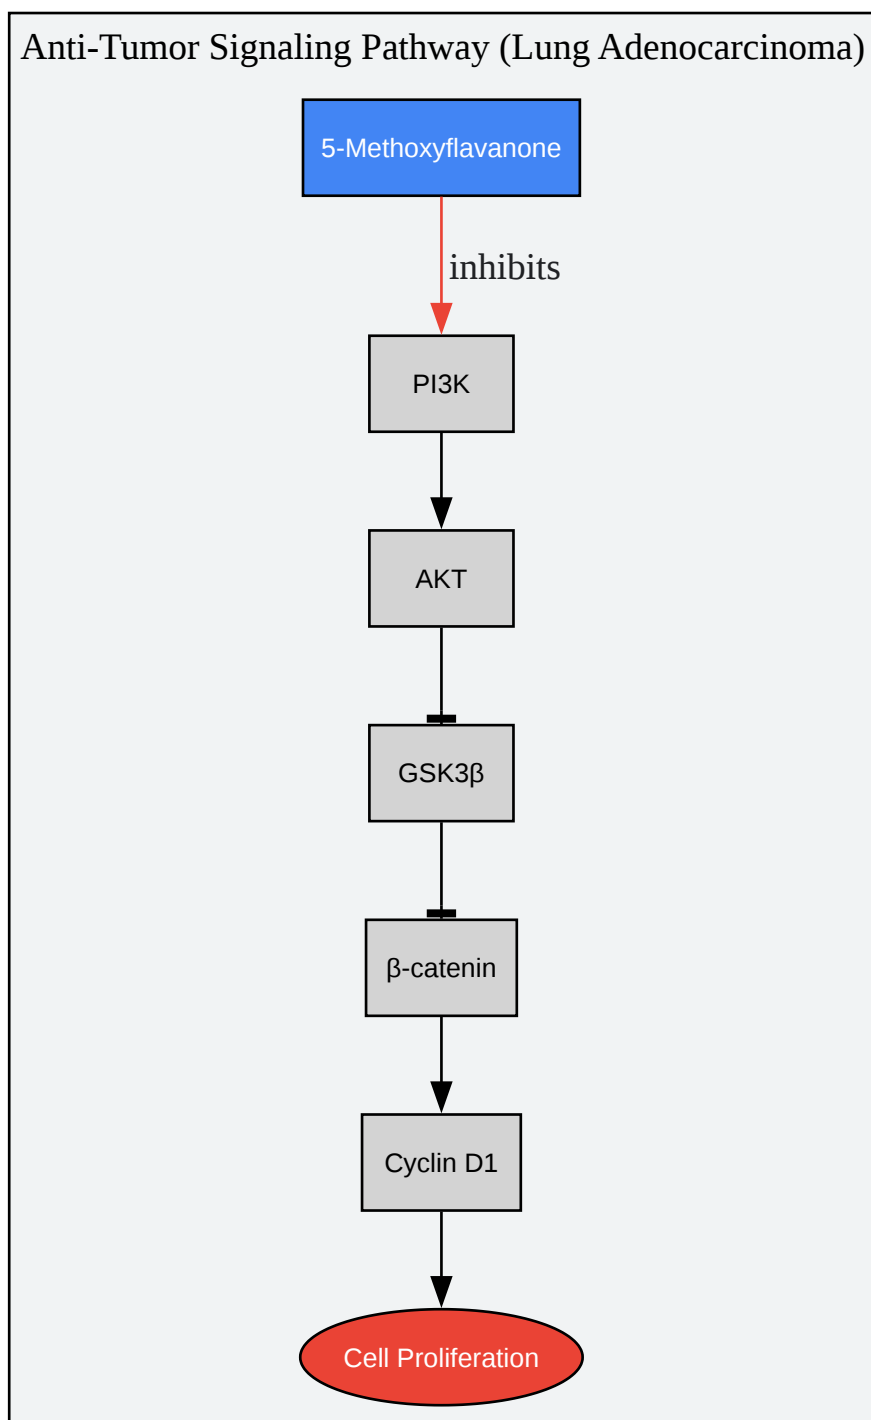 Anti-Tumor Signaling Pathway (Lung Adenocarcinoma)
5-Methoxyflavanone
inhibits
PI3K
AKT
GSK3β
β-catenin
Cyclin D1
Cell Proliferation